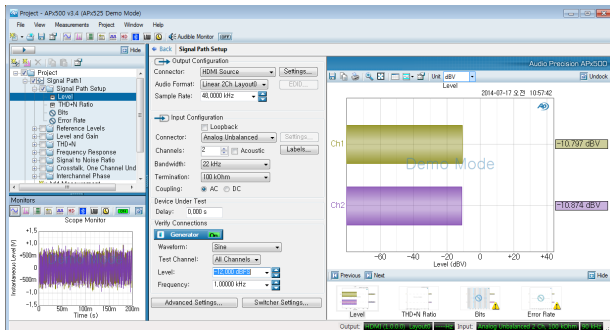 Project - APx500 v3.4 (APx525 Demo Mode)
File View Measurements Project Window Help
Audible Monitor OFF
Hide
Back Signal Path Setup
Project
Signal Path1
Signal Path Setup
Level
THD+N Ratio
Bits
Error Rate
Reference Levels
Level and Gain
THD+N
Frequency Response
Signal to Noise Ratio
Crosstalk, One Channel Und
Interchannel Phase
Monitors
Scope Monitor
Instantaneous Level (V)
+1.5
+1.0
+500m
0
-500m
-1.0
-1.5
0 50m 100m 150m 200m
Time (s)
Output Configuration
Connector: HDMI Source Settings...
Audio Format: Linear 2Ch Layout0 EDID...
Sample Rate: 48.0000 kHz
Input Configuration
Loopback
Connector: Analog Unbalanced Settings...
Channels: 2 Acoustic Labels...
Bandwidth: 22 kHz
Termination: 100 kOhm
Coupling: AC DC
Device Under Test
Delay: 0.000 s
Verify Connections
Generator On
Waveform: Sine
Test Channel: All Channels
Level: -12.000 dBFS
Frequency: 1.00000 kHz
Advanced Settings... Switcher Settings...
Audio Precision APx500
Unit dBV Undock
Level
2014-07-17 오전 10:57:42
Ch1
-10.797 dBV
Demo Mode
Ch2
-10.874 dBV
-60 -40 -20 0 +20 +40
Level (dBV)
Previous Next Hide
Level THD+N Ratio Bits Error Rate
Output: Input: Analog Unbalanced 2 Ch, 100 kOhm